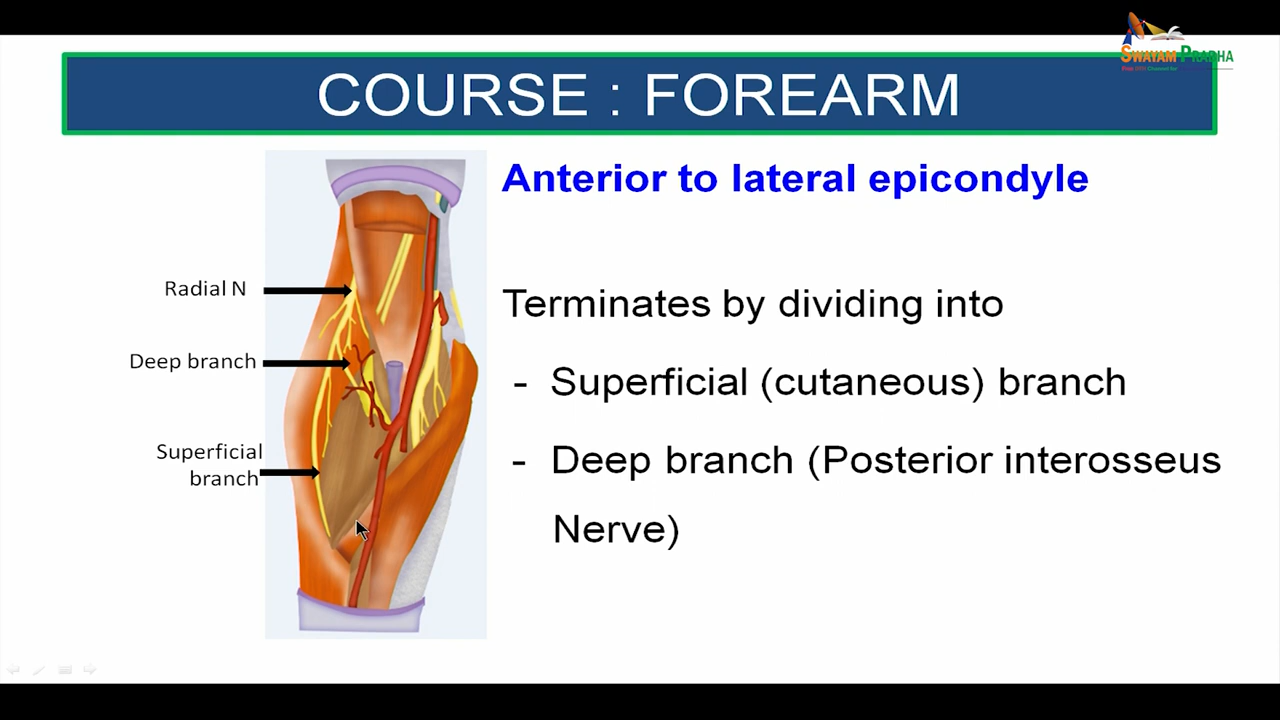 SWAYAM PRABHA
COURSE : FOREARM
Anterior to lateral epicondyle
Radial N
Terminates by dividing into
Deep branch
- Superficial (cutaneous) branch
Superficial
branch
- Deep branch (Posterior interosseus
Nerve)